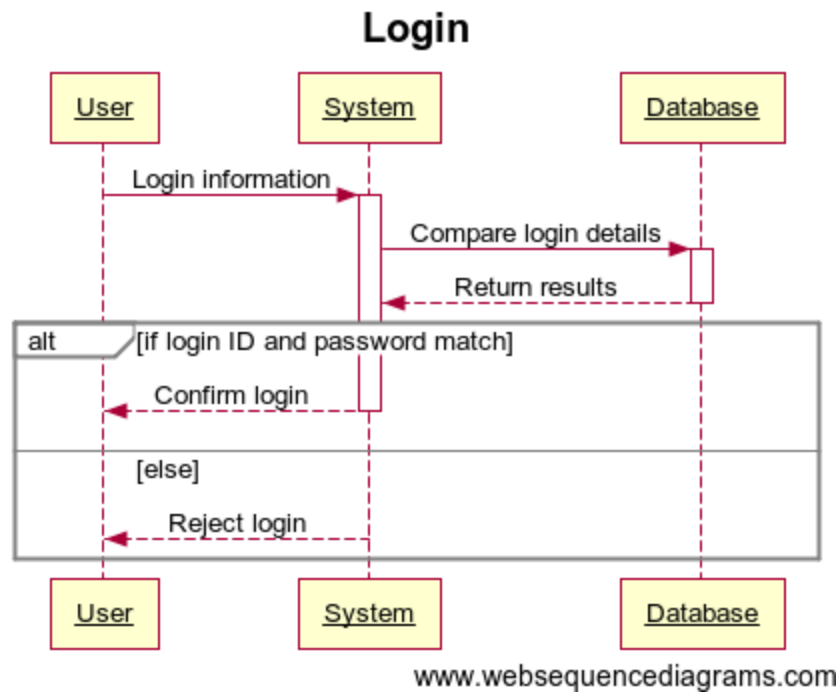 Login
User
System
Database
Login information
Compare login details
Return results
alt
[if login ID and password match]
Confirm login
[else]
Reject login
User
System
Database
www.websequencediagrams.com